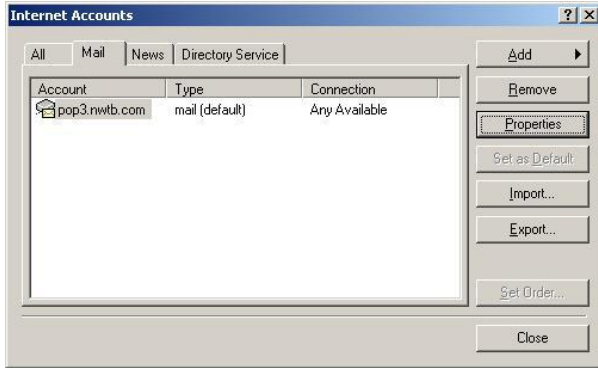 Internet Accounts
All Mail News Directory Service
Add
Remove
Properties
Set as Default
Import...
Export...
Set Order...
Close
Account Type Connection
pop3.nwtb.com mail (default) Any Available